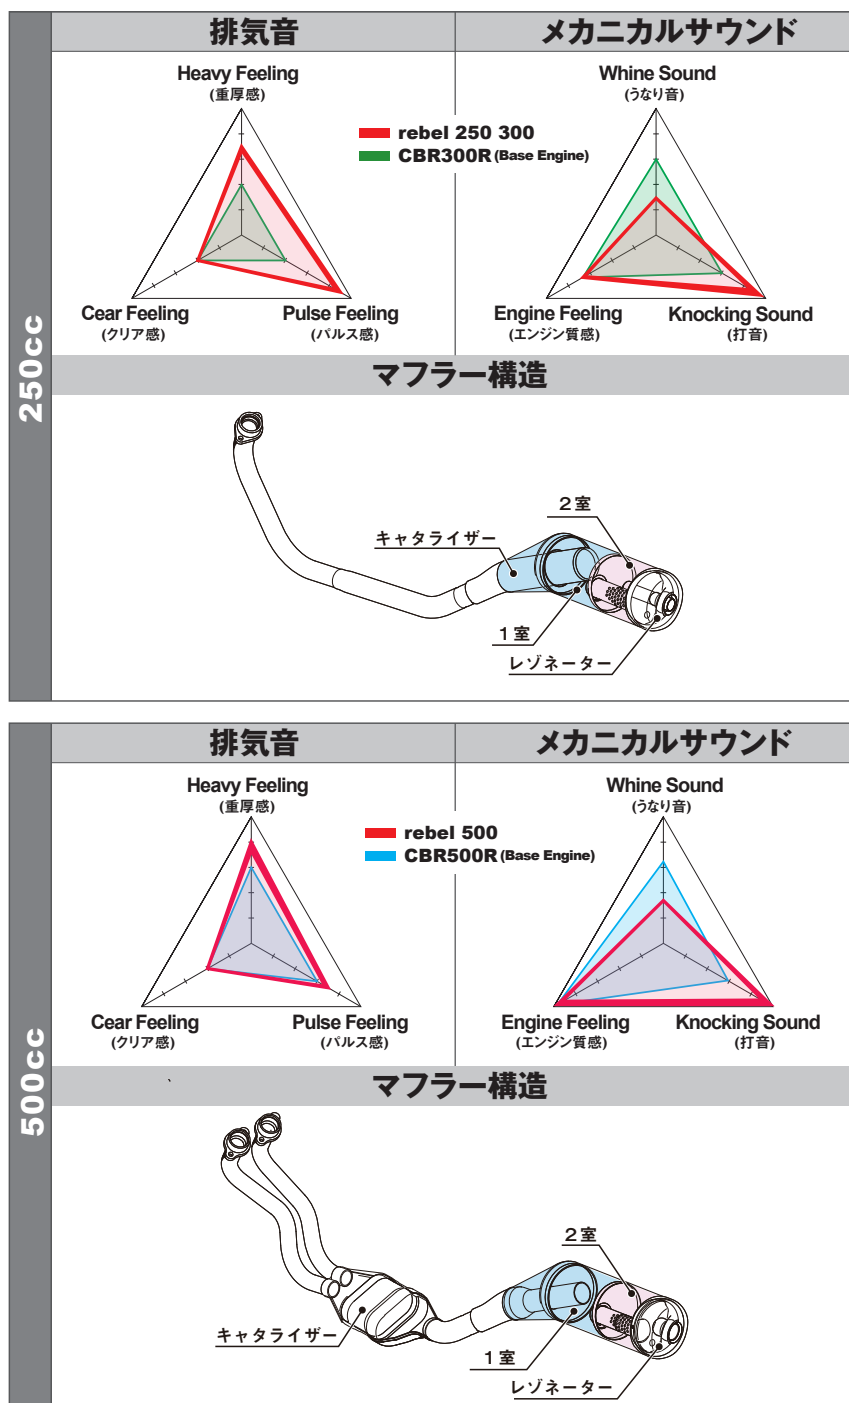 250cc
排気音
メカニカルサウンド
Heavy Feeling
(重厚感)
Whine Sound
(うなり音)
rebel 250 300
CBR300R (Base Engine)
Cear Feeling
(クリア感)
Pulse Feeling
(パルス感)
Engine Feeling
(エンジン質感)
Knocking Sound
(打音)
マフラー構造
2室
キャタライザー
1室
レゾネーター
500cc
排気音
メカニカルサウンド
Heavy Feeling
(重厚感)
Whine Sound
(うなり音)
rebel 500
CBR500R (Base Engine)
Cear Feeling
(クリア感)
Pulse Feeling
(パルス感)
Engine Feeling
(エンジン質感)
Knocking Sound
(打音)
マフラー構造
2室
キャタライザー
1室
レゾネーター